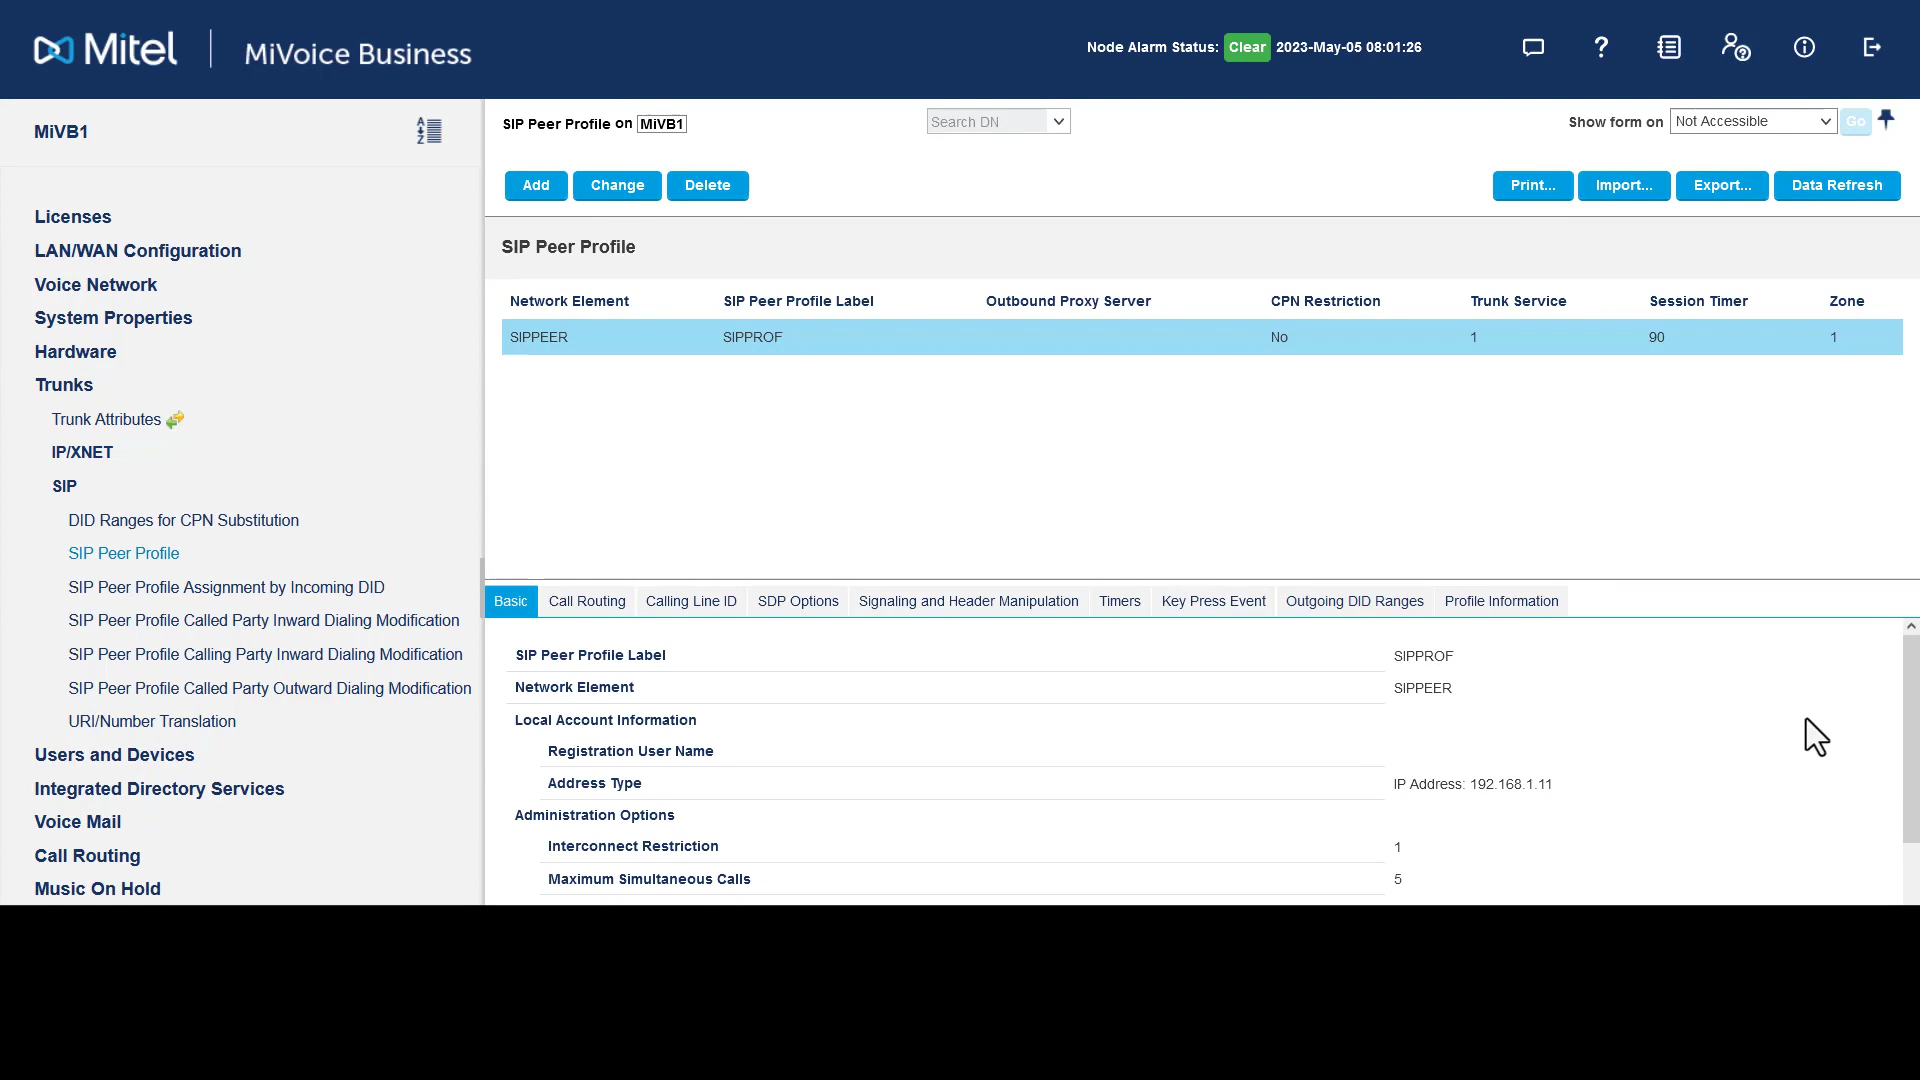 Mitel MiVoice Business
Node Alarm Status: Clear 2023-May-05 08:01:26
?
MiVB1
A
Z
SIP Peer Profile on MiVB1
Search DN
Show form on Not Accessible Go
Add Change Delete
Print... Import... Export... Data Refresh
Licenses
LAN/WAN Configuration
Voice Network
System Properties
Hardware
Trunks
Trunk Attributes
IP/XNET
SIP
DID Ranges for CPN Substitution
SIP Peer Profile
SIP Peer Profile Assignment by Incoming DID
SIP Peer Profile Called Party Inward Dialing Modification
SIP Peer Profile Calling Party Inward Dialing Modification
SIP Peer Profile Called Party Outward Dialing Modification
URI/Number Translation
Users and Devices
Integrated Directory Services
Voice Mail
Call Routing
Music On Hold
SIP Peer Profile
Network Element SIP Peer Profile Label Outbound Proxy Server CPN Restriction Trunk Service Session Timer Zone
SIPPEER SIPPROF No 1 90 1
Basic Call Routing Calling Line ID SDP Options Signaling and Header Manipulation Timers Key Press Event Outgoing DID Ranges Profile Information
SIP Peer Profile Label SIPPROF
Network Element SIPPEER
Local Account Information
Registration User Name
Address Type IP Address: 192.168.1.11
Administration Options
Interconnect Restriction 1
Maximum Simultaneous Calls 5